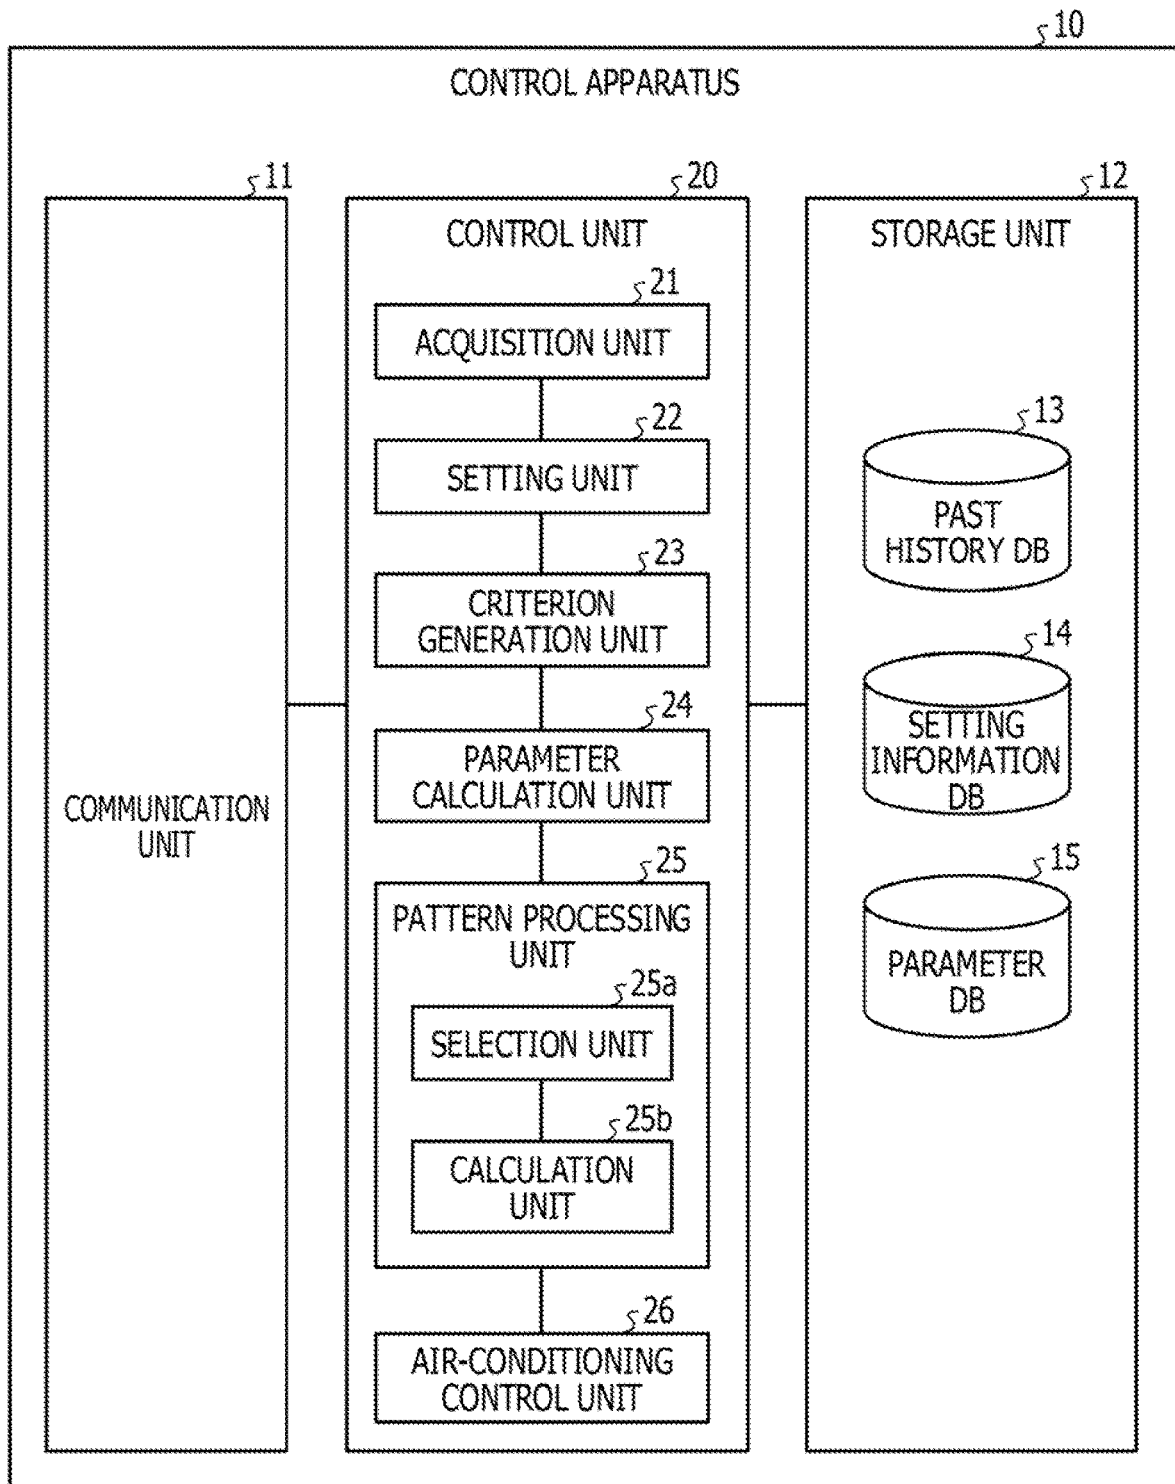 10
CONTROL APPARATUS
11
COMMUNICATION
UNIT
20
CONTROL UNIT
21
ACQUISITION UNIT
22
SETTING UNIT
23
CRITERION
GENERATION UNIT
24
PARAMETER
CALCULATION UNIT
25
PATTERN PROCESSING
UNIT
25a
SELECTION UNIT
25b
CALCULATION
UNIT
26
AIR-CONDITIONING
CONTROL UNIT
12
STORAGE UNIT
13
PAST
HISTORY DB
14
SETTING
INFORMATION
DB
15
PARAMETER
DB